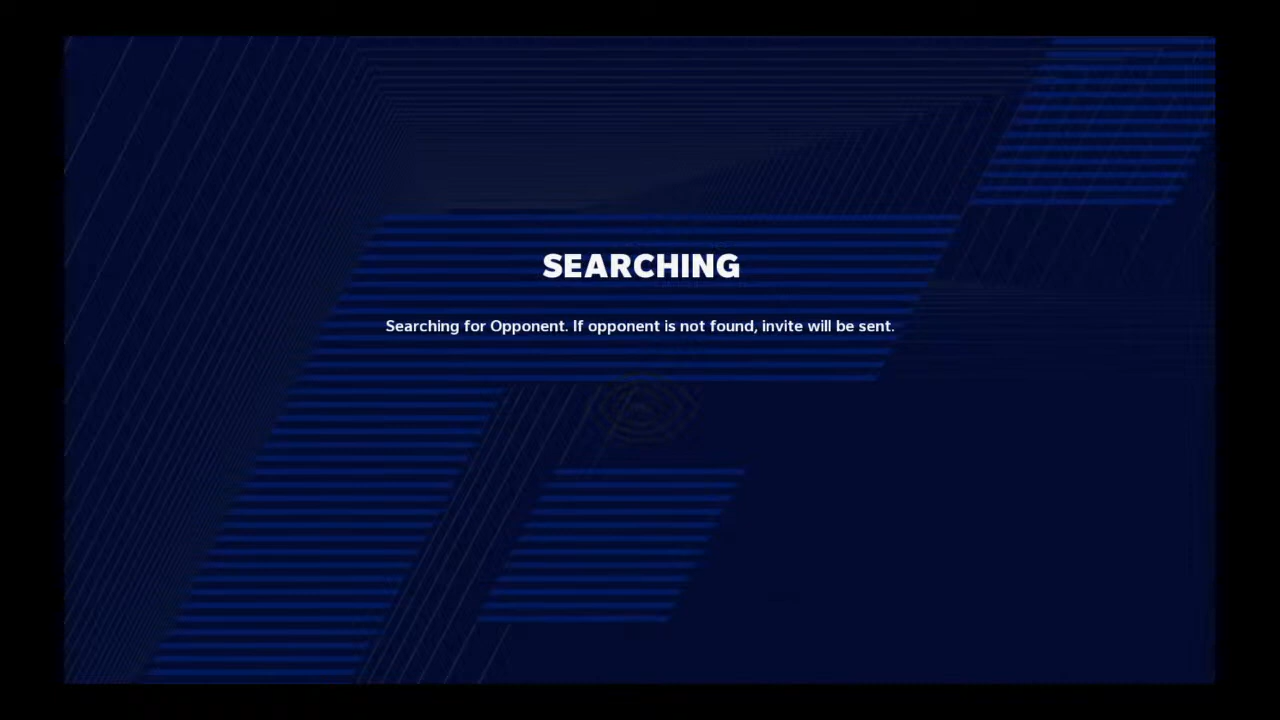 SEARCHING
Searching for Opponent. If opponent is not found, invite will be sent.